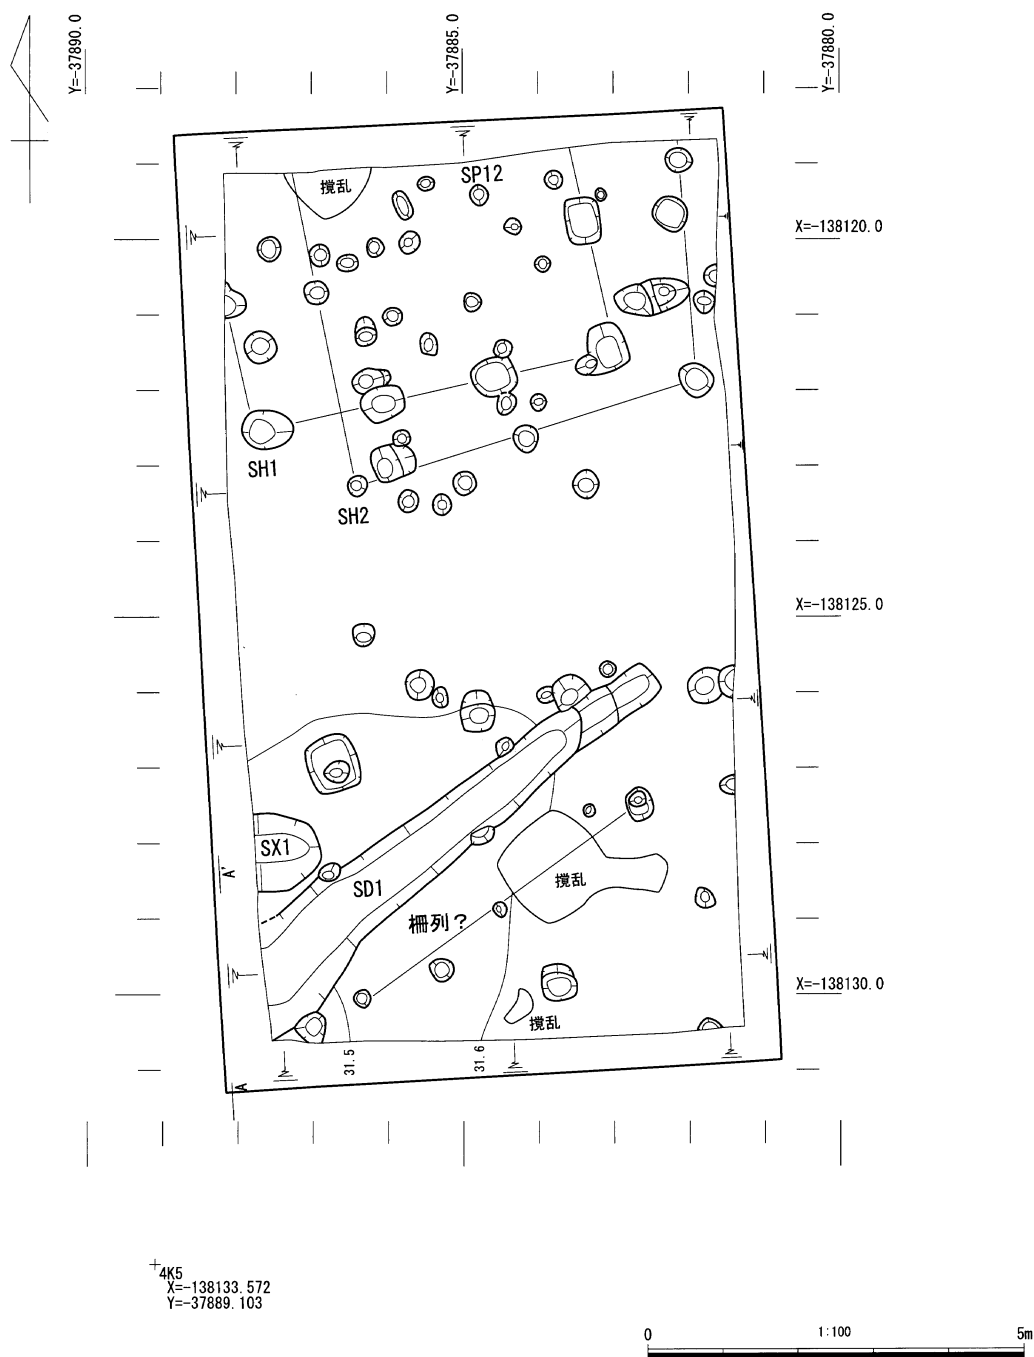 Y=-37890.0
Y=-37885.0
Y=-37880.0
撹乱
SP12
X=-138120.0
SH1
SH2
X=-138125.0
SX1
A'
SD1
撹乱
柵列?
X=-138130.0
撹乱
31.5
31.6
A
4K5
X=-138133.572
Y=-37889.103
0 1:100 5m